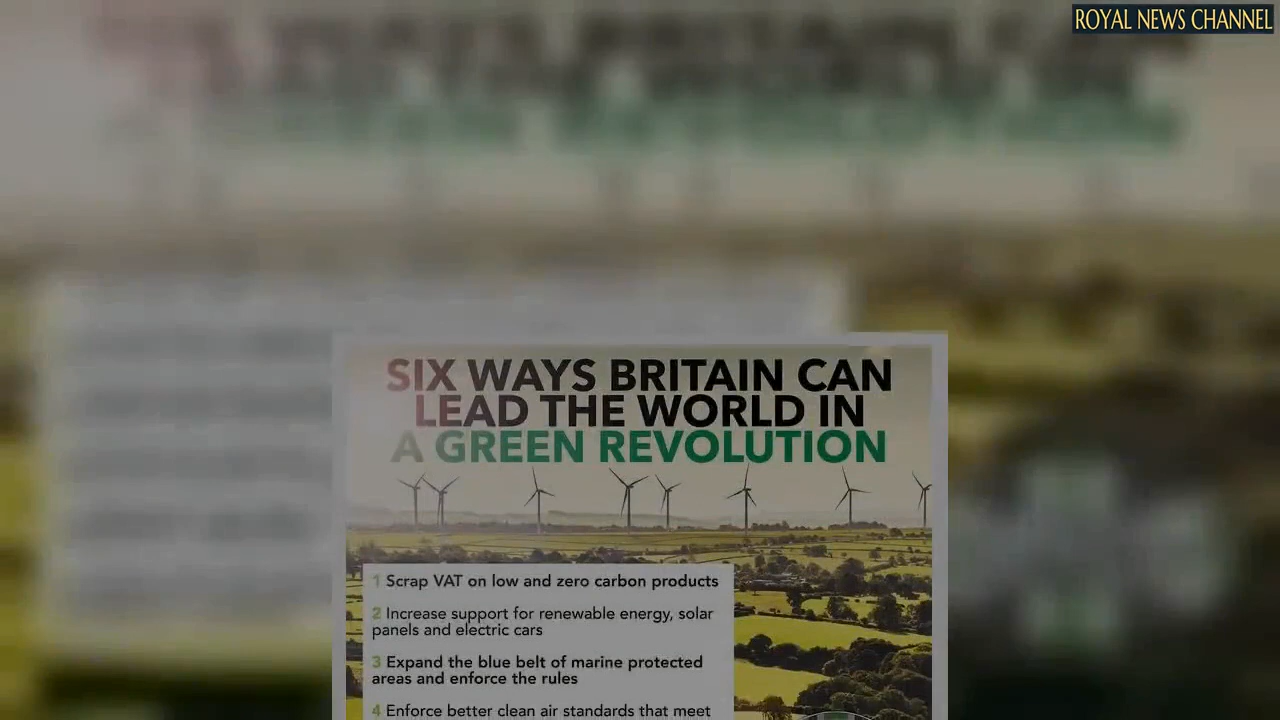 ROYAL NEWS CHANNEL
SIX WAYS BRITAIN CAN
LEAD THE WORLD IN
A GREEN REVOLUTION
1 Scrap VAT on low and zero carbon products
2 Increase support for renewable energy, solar
panels and electric cars
3 Expand the blue belt of marine protected
areas and enforce the rules
4 Enforce better clean air standards that meet